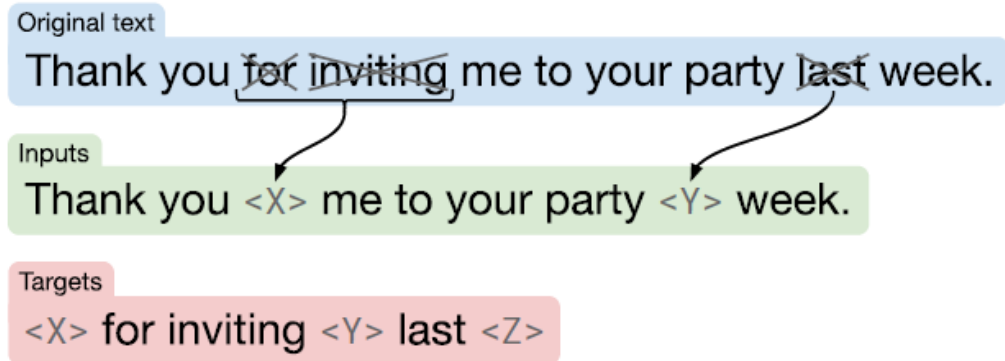 Original text
Thank you for inviting me to your party last week.
Inputs
Thank you <X> me to your party <Y> week.
Targets
<X> for inviting <Y> last <Z>